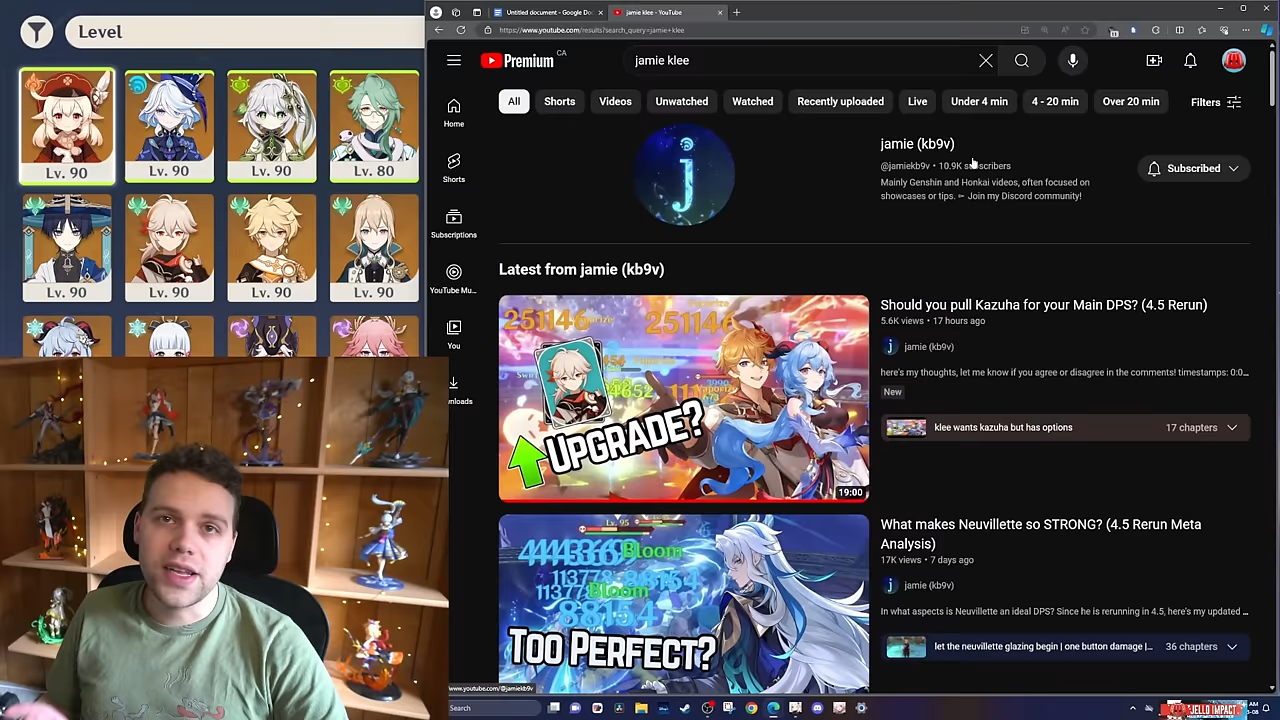 Level
Lv. 90
Lv. 90
Lv. 90
Lv. 80
Lv. 90
Lv. 90
Lv. 90
Lv. 90
Untitled document - Google Do
jamie klee - YouTube
https://www.youtube.com/results?search_query=jamie+klee
Premium CA
jamie klee
All
Shorts
Videos
Unwatched
Watched
Recently uploaded
Live
Under 4 min
4 - 20 min
Over 20 min
Filters
Home
Shorts
Subscriptions
YouTube Mu...
You
j
jamie (kb9v)
@jamiekb9v • 10.9K subscribers
Mainly Genshin and Honkai videos, often focused on
showcases or tips. ✄ Join my Discord community!
Subscribed
Latest from jamie (kb9v)
251146
UPGRADE?
19:00
Should you pull Kazuha for your Main DPS? (4.5 Rerun)
5.6K views • 17 hours ago
jamie (kb9v)
here's my thoughts, let me know if you agree or disagree in the comments! timestamps: 0:0...
New
klee wants kazuha but has options
17 chapters
Lv. 95
Bloom
Bloom
88154
TOO PERFECT?
What makes Neuvillette so STRONG? (4.5 Rerun Meta
Analysis)
17K views • 7 days ago
jamie (kb9v)
In what aspects is Neuvillette an ideal DPS? Since he is rerunning in 4.5, here's my updated ...
let the neuvillette glazing begin | one button damage |...
36 chapters
www.youtube.com/@jamiekb9v
Search
JELLO IMPACT